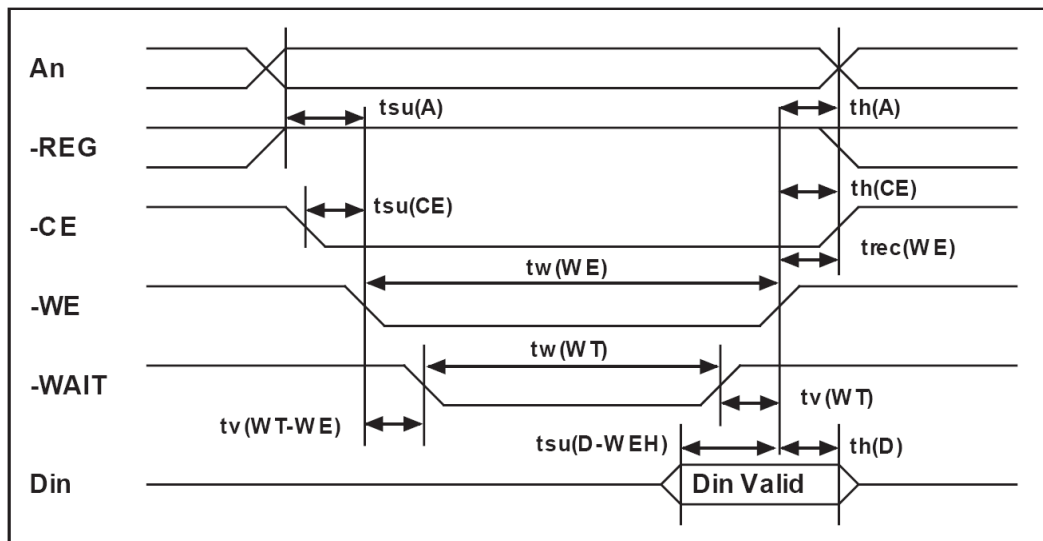 An
tsu(A)
th(A)
-REG
tsu(CE)
th(CE)
-CE
tw(WE)
trec(WE)
-WE
tw(WT)
-WAIT
tv(WT-WE)
tv(WT)
tsu(D-WEH)
th(D)
Din
Din Valid